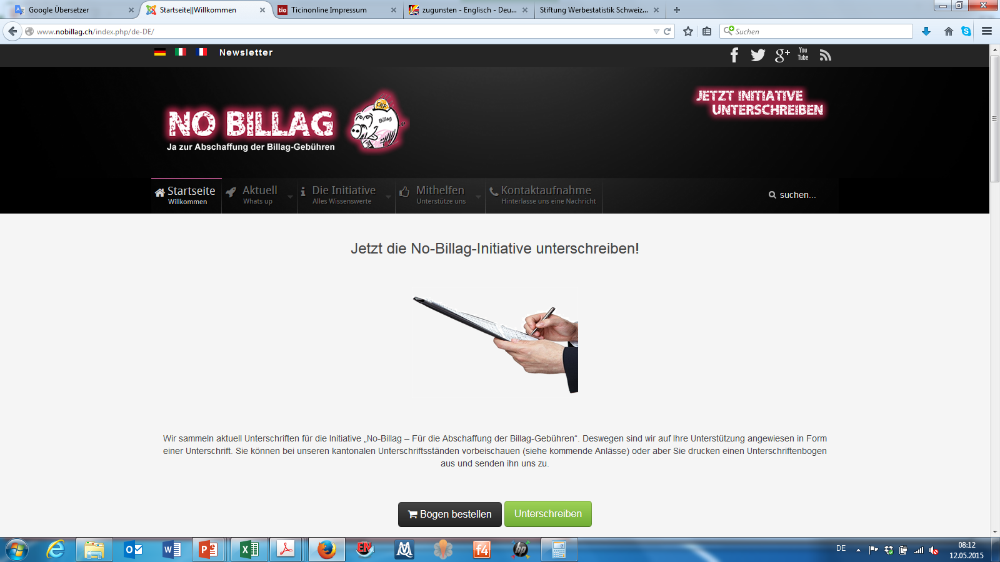 Google Übersetzer
Startseite||Willkommen
tio
Ticinonline Impressum
zugunsten - Englisch - Deu...
Stiftung Werbestatistik Schweiz...
www.nobillag.ch/index.php/de-DE/
Suchen
Newsletter
f
g+
You
Tube
CHF
Billag
NO BILLAG
Ja zur Abschaffung der Billag-Gebühren
JETZT INITIATIVE
UNTERSCHREIBEN
Startseite
Willkommen
Aktuell
Whats up
Die Initiative
Alles Wissenswerte
Mithelfen
Unterstütze uns
Kontaktaufnahme
Hinterlasse uns eine Nachricht
suchen...
Jetzt die No-Billag-Initiative unterschreiben!
Wir sammeln aktuell Unterschriften für die Initiative „No-Billag – Für die Abschaffung der Billag-Gebühren“. Deswegen sind wir auf Ihre Unterstützung angewiesen in Form
einer Unterschrift. Sie können bei unseren kantonalen Unterschriftsständen vorbeischauen (siehe kommende Anlässe) oder aber Sie drucken einen Unterschriftenbogen
aus und senden ihn uns zu.
Bögen bestellen
Unterschreiben
EN
f4
hp
DE
08:12
12.05.2015